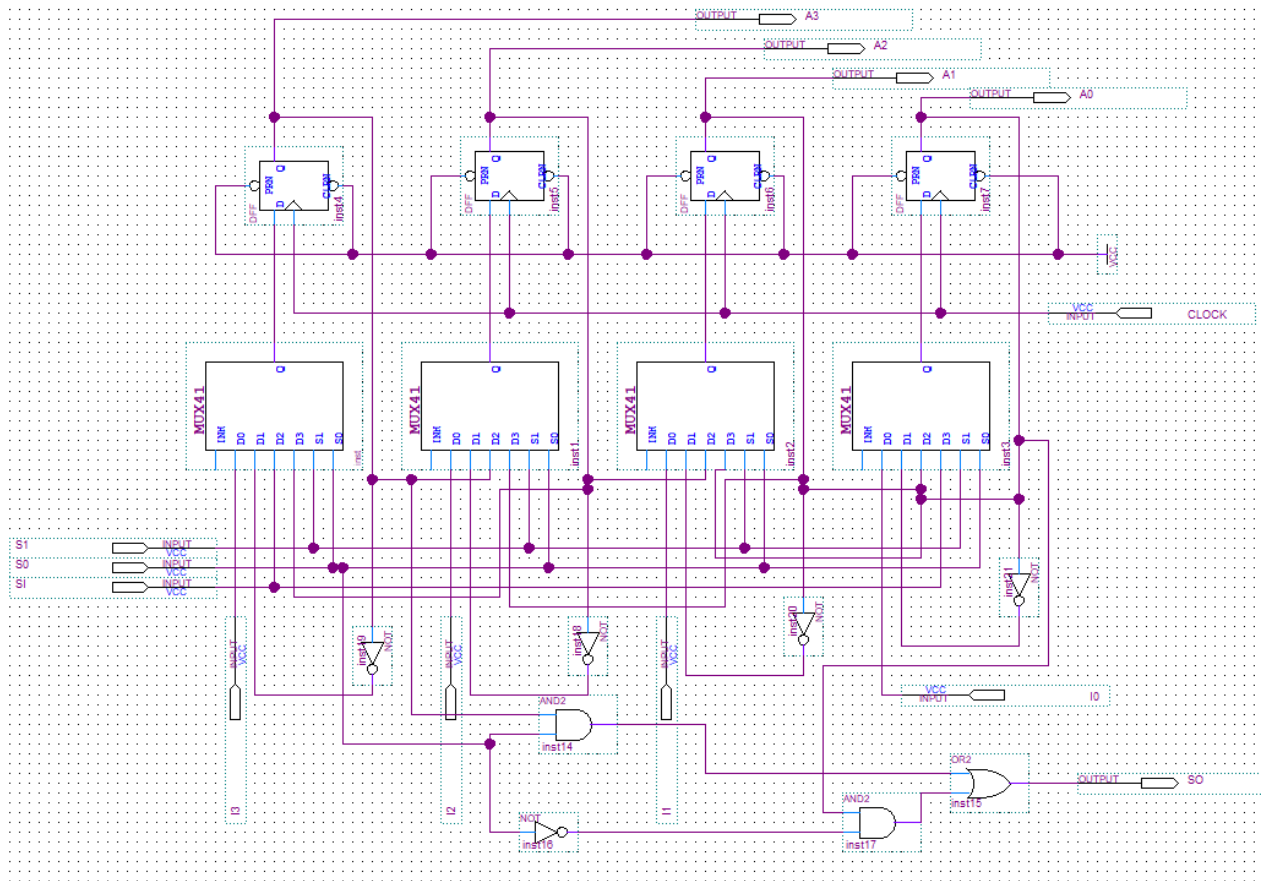 OUTPUT A3
OUTPUT A2
OUTPUT A1
OUTPUT A0
Q Q Q Q
PRN CLRN PRN CLRN PRN CLRN PRN CLRN
D D D D
DFF inst4 DFF inst5 DFF inst6 DFF inst7
VCC
VCC
INPUT CLOCK
MUX41 Q MUX41 Q MUX41 Q MUX41 Q
INH D0 D1 D2 D3 S1 S0 INH D0 D1 D2 D3 S1 S0 INH D0 D1 D2 D3 S1 S0 INH D0 D1 D2 D3 S1 S0
inst inst1 inst2 inst3
S1 INPUT
VCC
S0 INPUT
VCC
SI INPUT
VCC
inst21 NOT
inst20 NOT
inst19 NOT
inst18 NOT
INPUT VCC I3
INPUT VCC I2
INPUT VCC I1
VCC
INPUT I0
AND2
inst14
NOT
inst16
AND2
inst17
OR2
inst15
OUTPUT SO